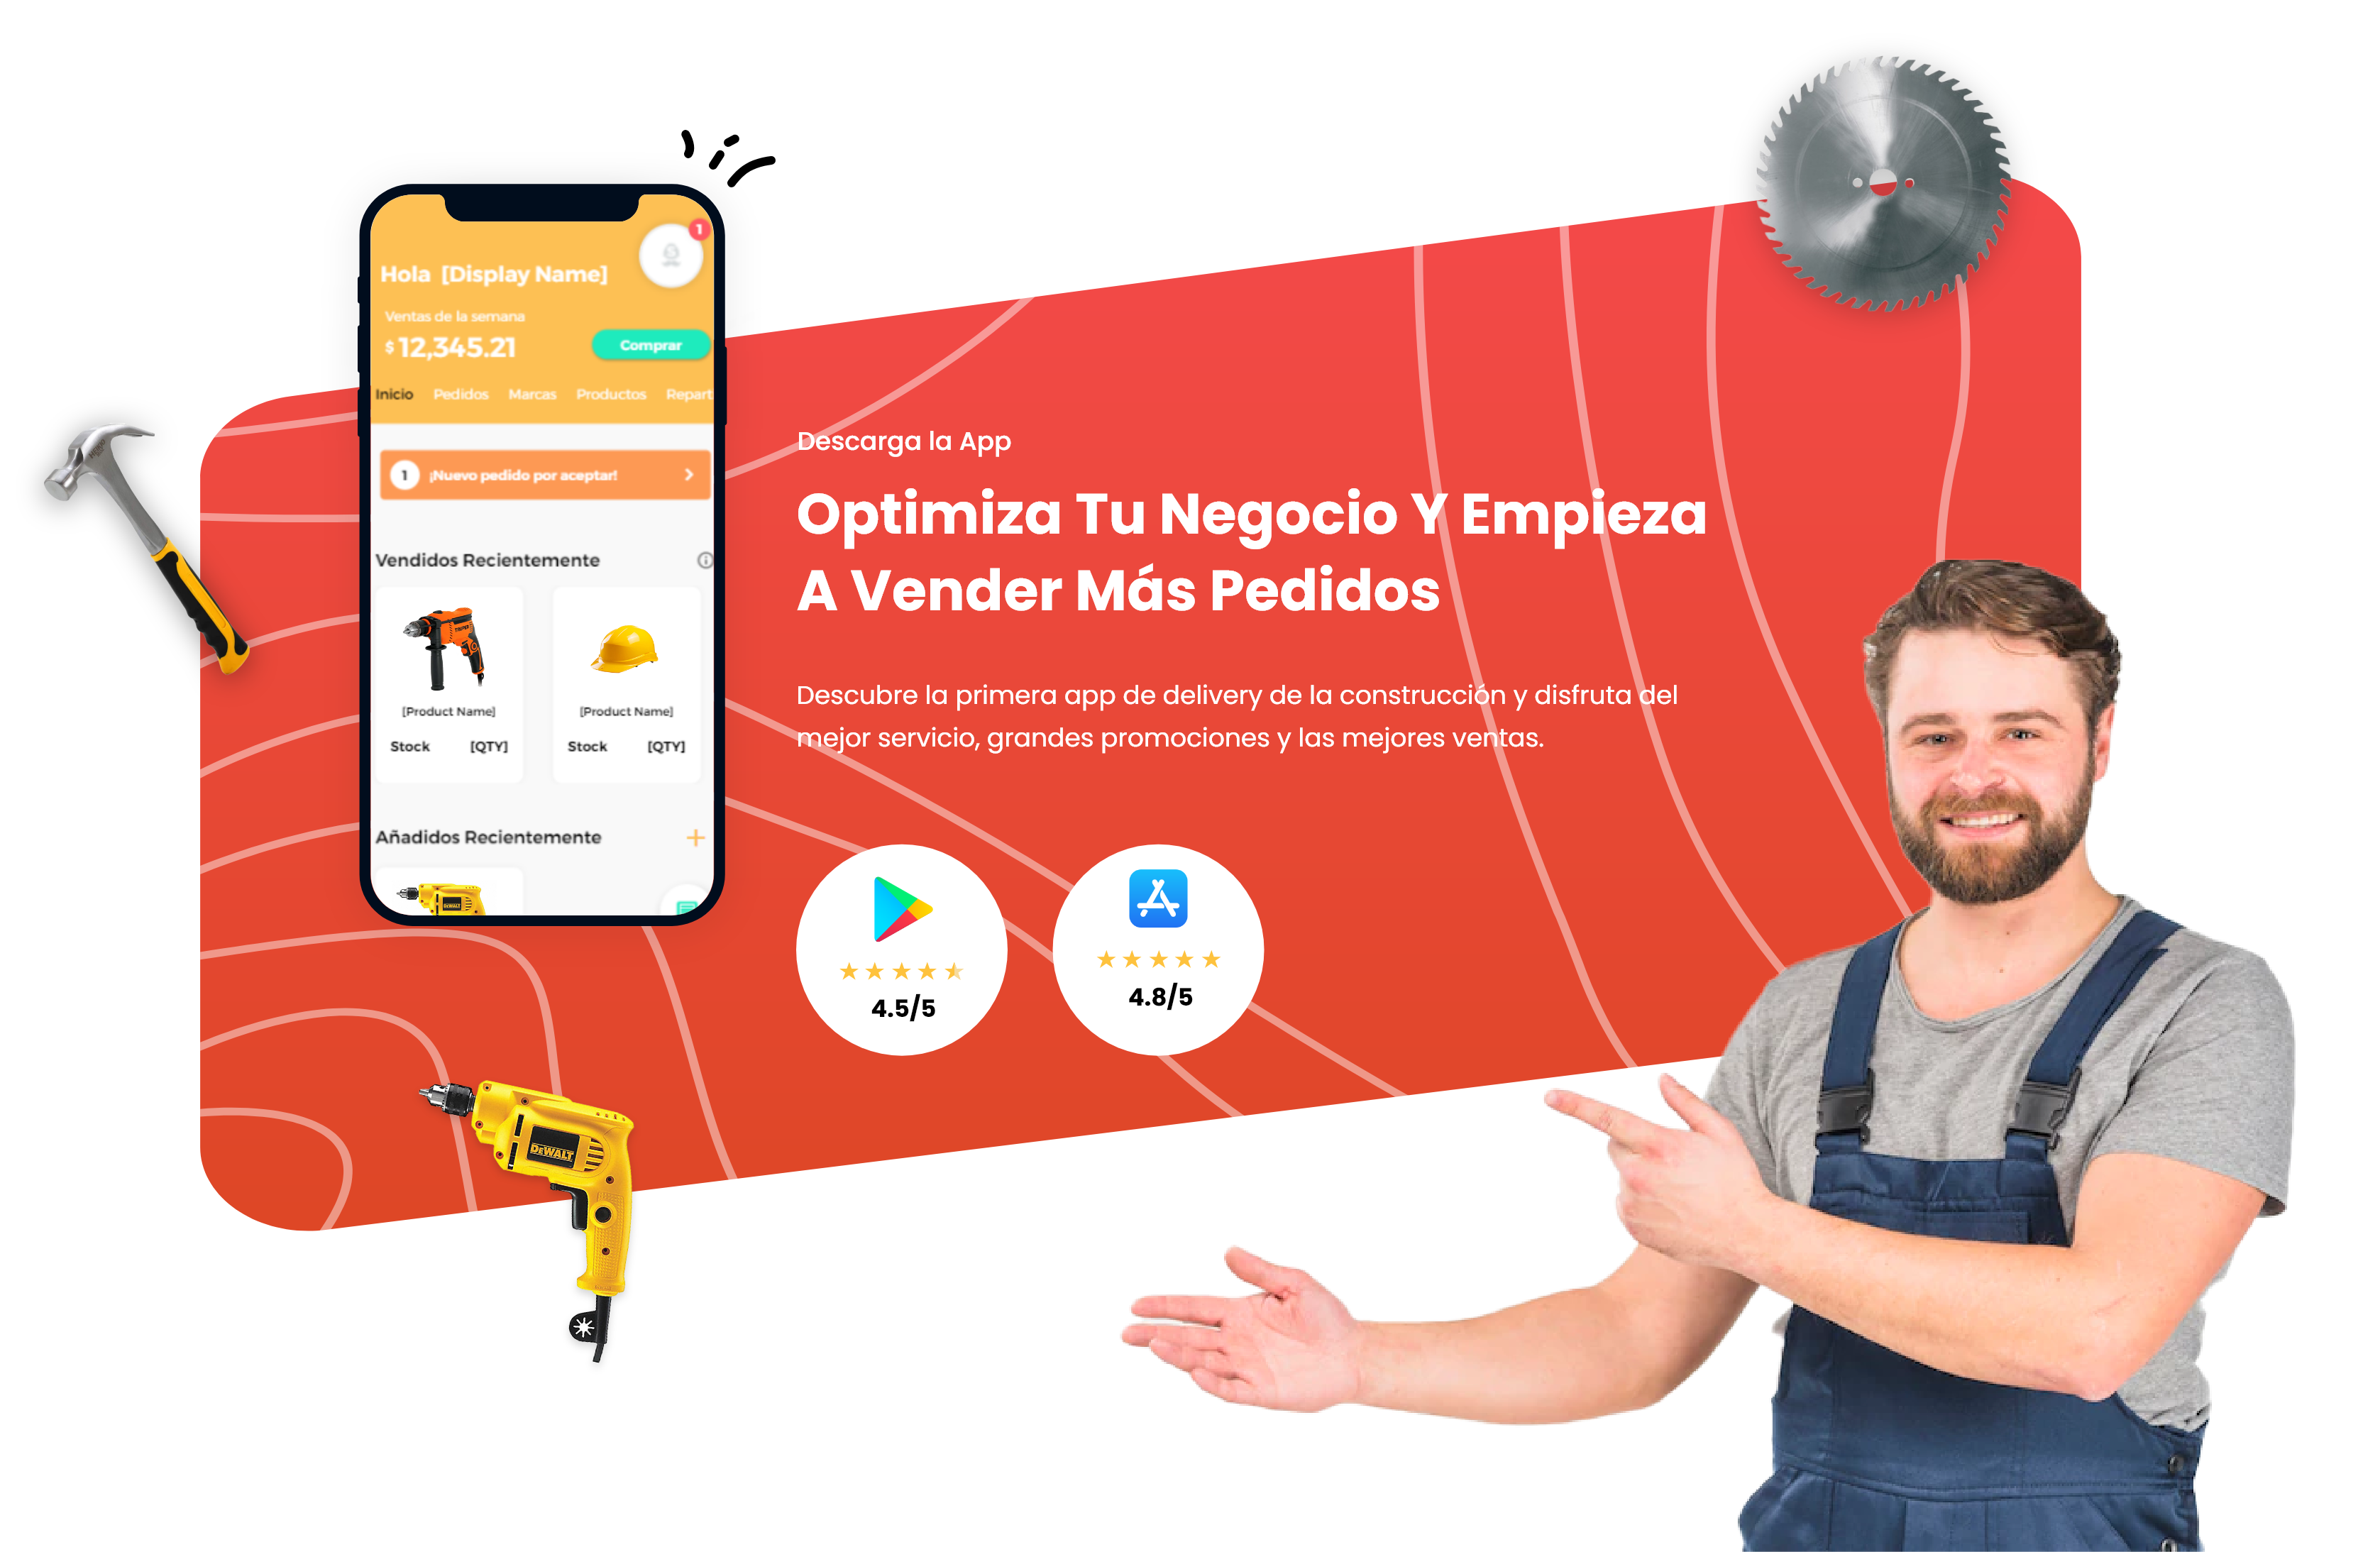 1
Hola [Display Name]
Ventas de la semana
$ 12,345.21
Comprar
Inicio Pedidos Marcas Productos Repart
1 ¡Nuevo pedido por aceptar!
Vendidos Recientemente
[Product Name] [Product Name]
Stock [QTY] Stock [QTY]
Añadidos Recientemente
DEWALT
Descarga la App
Optimiza Tu Negocio Y Empieza
A Vender Más Pedidos
Descubre la primera app de delivery de la construcción y disfruta del
mejor servicio, grandes promociones y las mejores ventas.
4.5/5
4.8/5
DEWALT